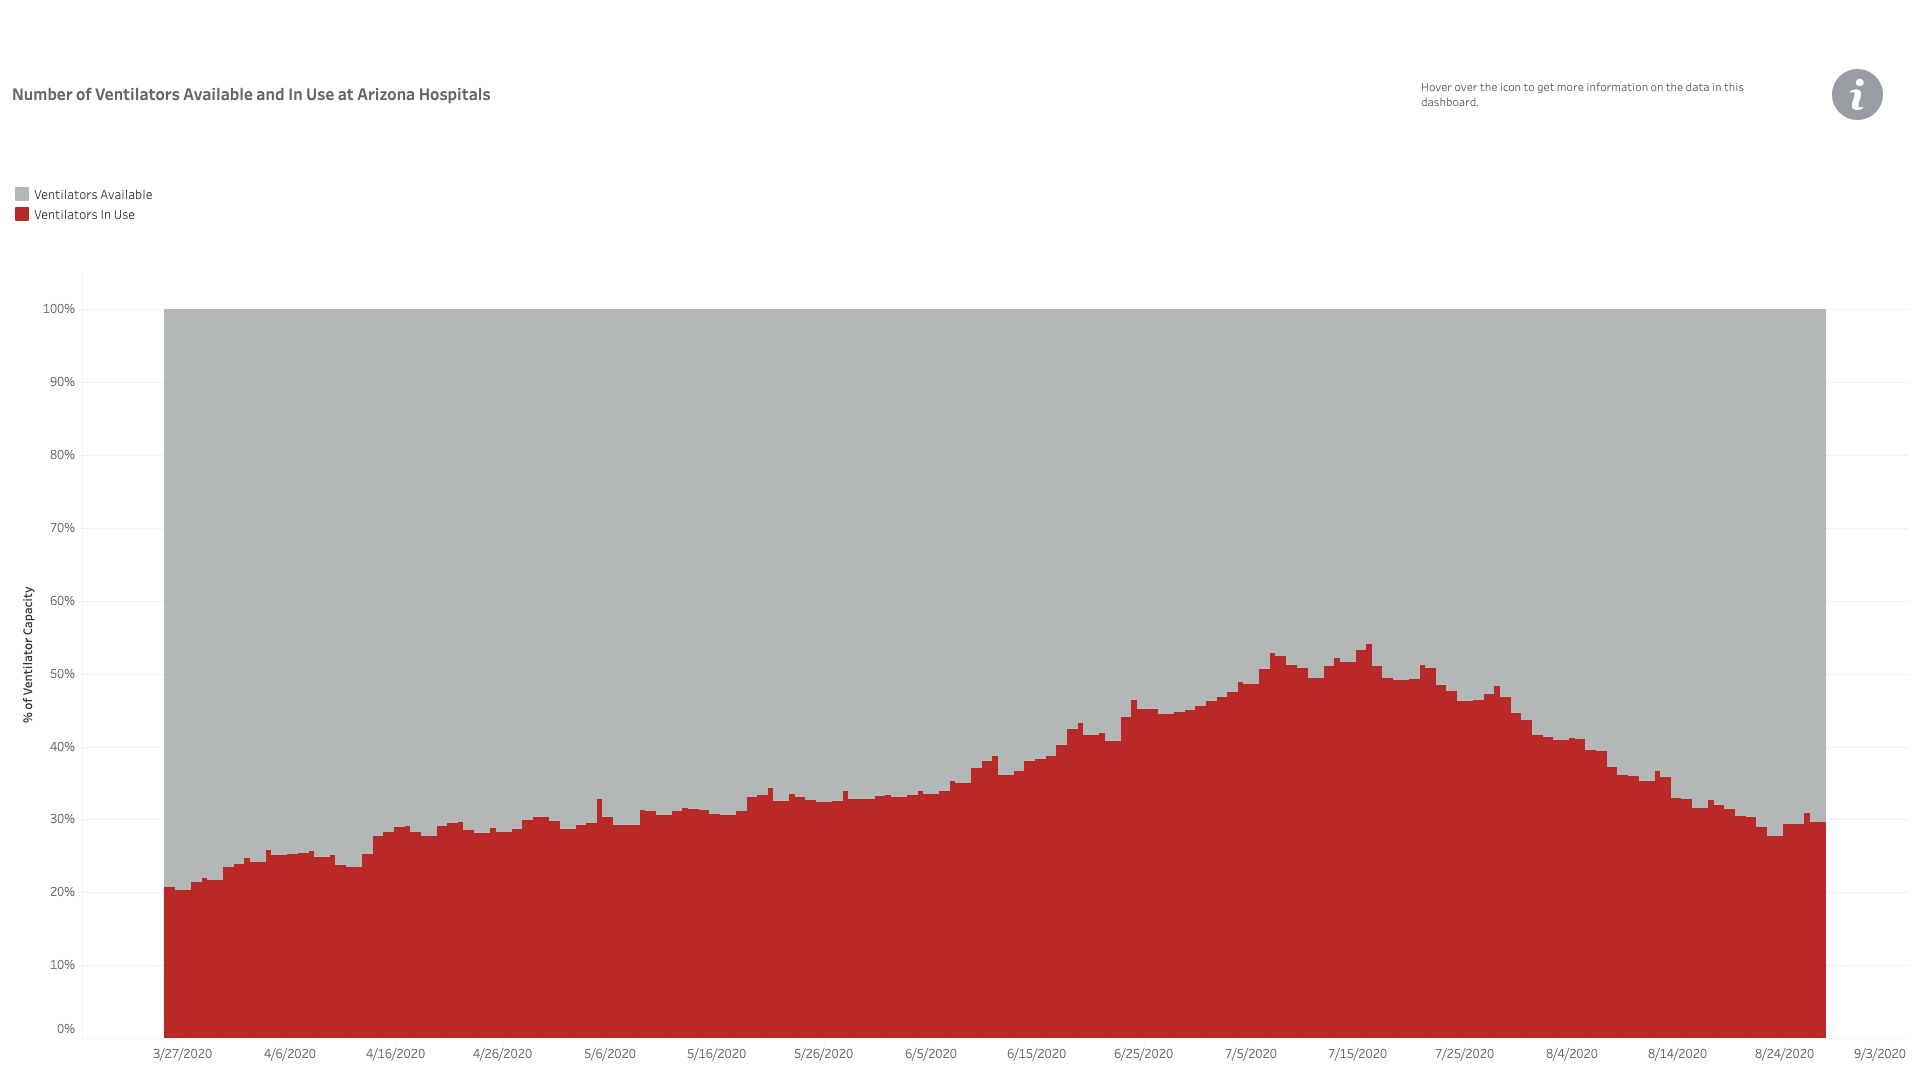 Number of Ventilators Available and In Use at Arizona Hospitals
Hover over the icon to get more information on the data in this
dashboard.
i
Ventilators Available
Ventilators In Use
% of Ventilator Capacity
100%
90%
80%
70%
60%
50%
40%
30%
20%
10%
0%
3/27/2020 4/6/2020 4/16/2020 4/26/2020 5/6/2020 5/16/2020 5/26/2020 6/5/2020 6/15/2020 6/25/2020 7/5/2020 7/15/2020 7/25/2020 8/4/2020 8/14/2020 8/24/2020 9/3/2020